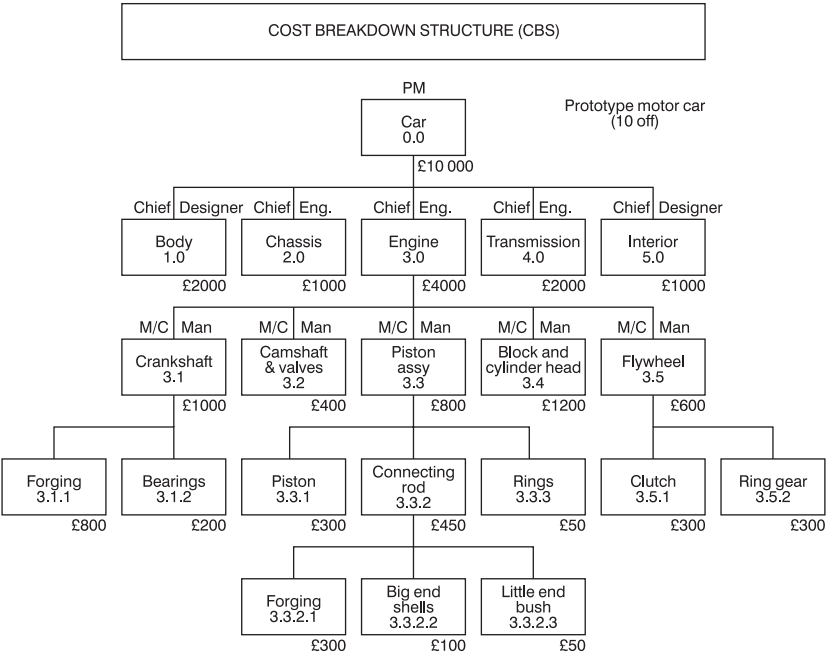 COST BREAKDOWN STRUCTURE (CBS)
PM
Prototype motor car
(10 off)
Car
0.0
£10 000
Chief Designer
Chief Eng.
Chief Eng.
Chief Eng.
Chief Designer
Body
1.0
£2000
Chassis
2.0
£1000
Engine
3.0
£4000
Transmission
4.0
£2000
Interior
5.0
£1000
M/C Man
M/C Man
M/C Man
M/C Man
M/C Man
Crankshaft
3.1
£1000
Camshaft
& valves
3.2
£400
Piston
assy
3.3
£800
Block and
cylinder head
3.4
£1200
Flywheel
3.5
£600
Forging
3.1.1
£800
Bearings
3.1.2
£200
Piston
3.3.1
£300
Connecting
rod
3.3.2
£450
Rings
3.3.3
£50
Clutch
3.5.1
£300
Ring gear
3.5.2
£300
Forging
3.3.2.1
£300
Big end
shells
3.3.2.2
£100
Little end
bush
3.3.2.3
£50